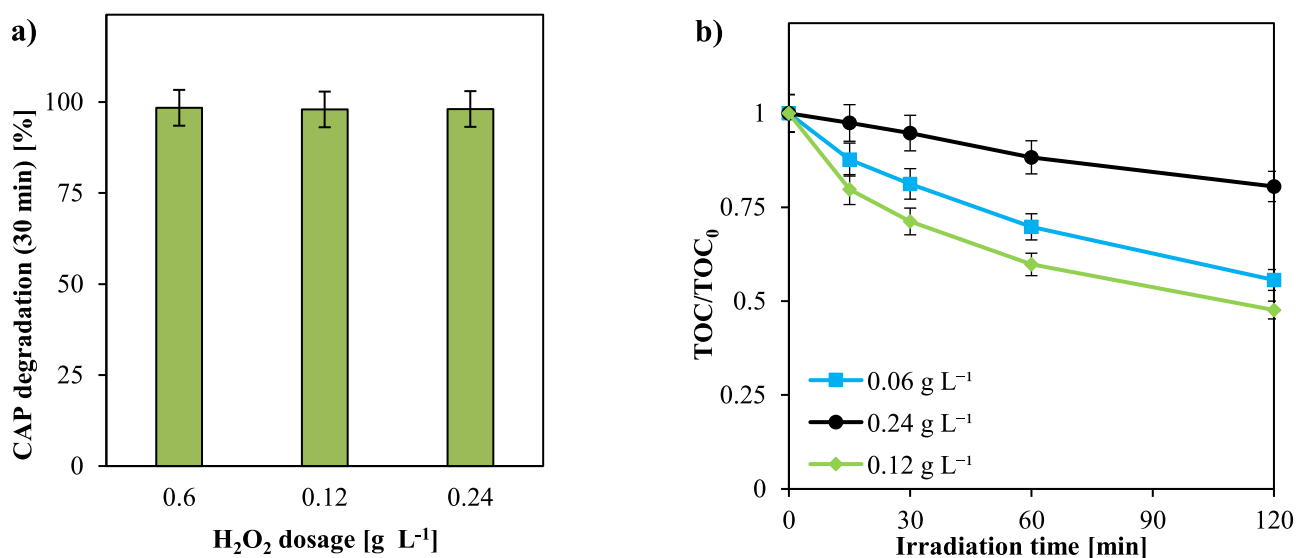 a)
CAP degradation (30 min) [%]
100
75
50
25
0
0.6 0.12 0.24
H₂O₂ dosage [g L⁻¹]
b)
TOC/TOC₀
1
0.75
0.5
0.25
0
0.06 g L⁻¹
0.24 g L⁻¹
0.12 g L⁻¹
0 30 60 90 120
Irradiation time [min]